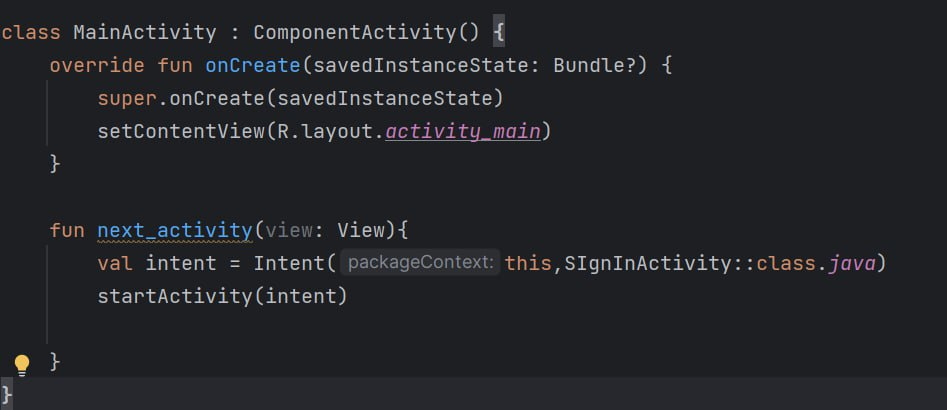 class MainActivity : ComponentActivity() {
override fun onCreate(savedInstanceState: Bundle?) {
super.onCreate(savedInstanceState)
setContentView(R.layout.activity_main)
}
fun next_activity(view: View){
val intent = Intent( packageContext: this,SIgnInActivity::class.java)
startActivity(intent)
}
}